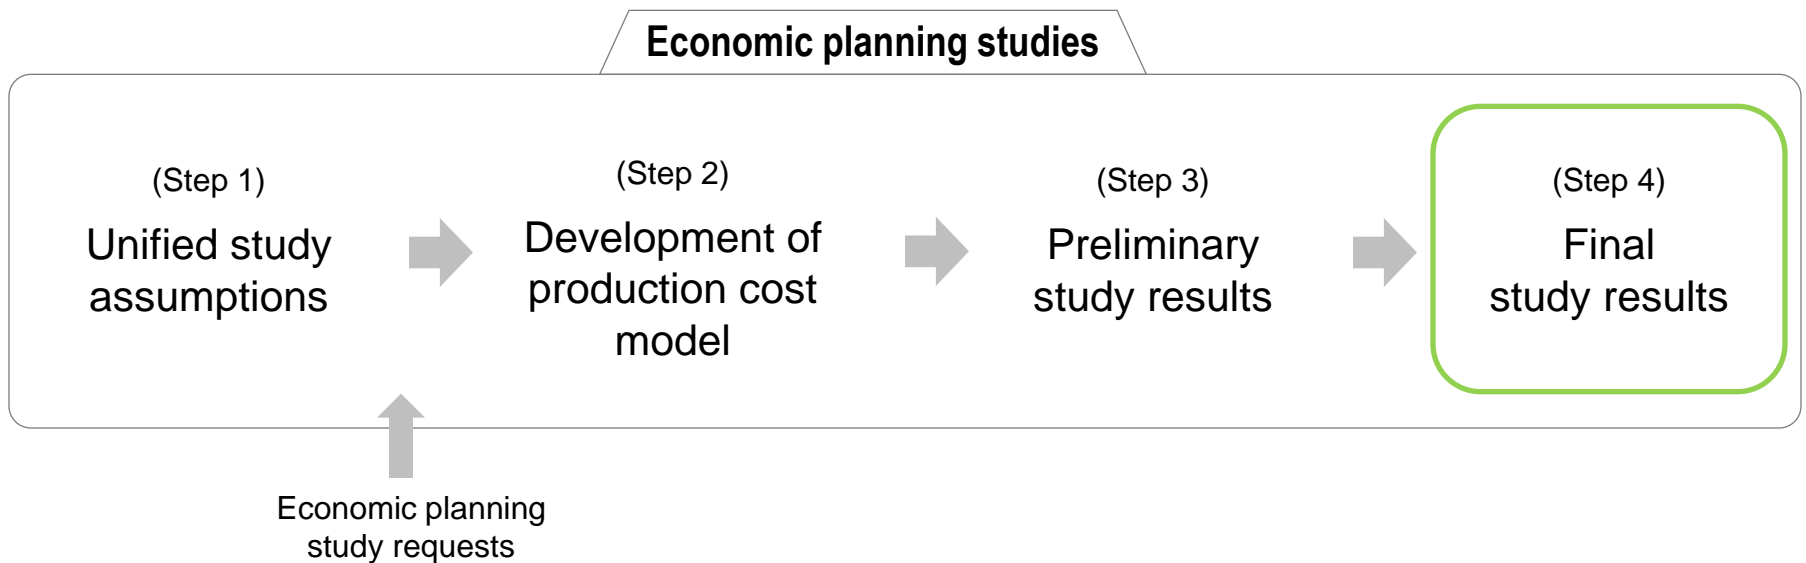 Economic planning studies
(Step 1)
Unified study
assumptions
(Step 2)
Development of
production cost
model
(Step 3)
Preliminary
study results
(Step 4)
Final
study results
Economic planning
study requests